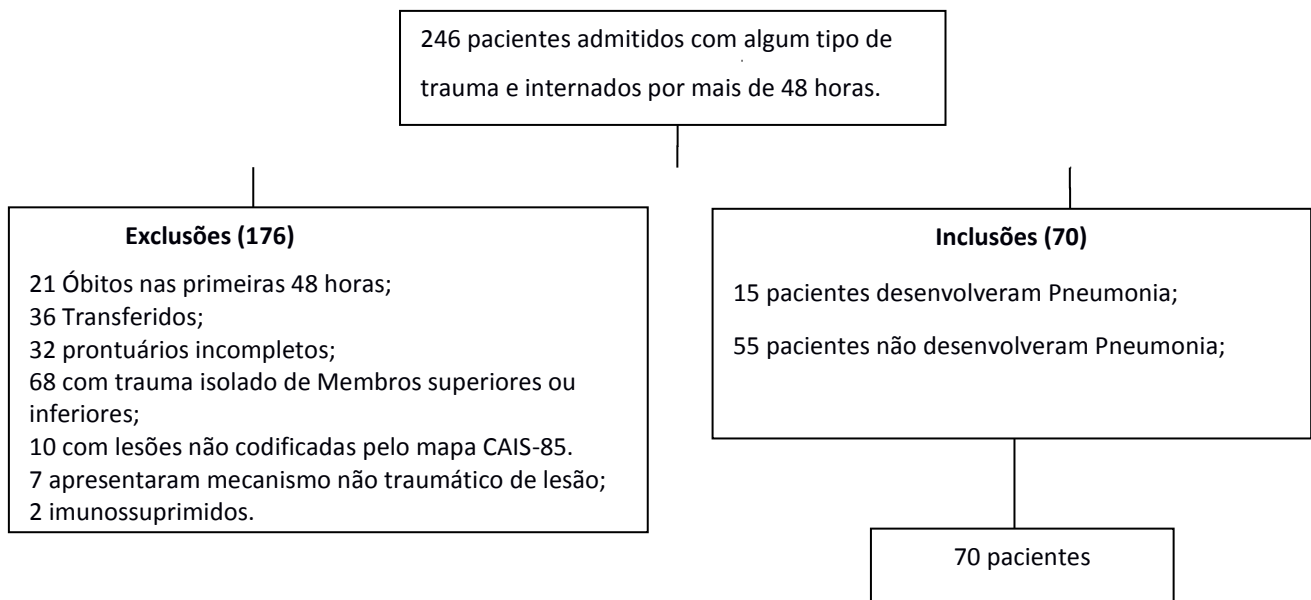 246 pacientes admitidos com algum tipo de
trauma e internados por mais de 48 horas.
Exclusões (176)
21 Óbitos nas primeiras 48 horas;
36 Transferidos;
32 prontuários incompletos;
68 com trauma isolado de Membros superiores ou
inferiores;
10 com lesões não codificadas pelo mapa CAIS-85.
7 apresentaram mecanismo não traumático de lesão;
2 imunossuprimidos.
Inclusões (70)
15 pacientes desenvolveram Pneumonia;
55 pacientes não desenvolveram Pneumonia;
70 pacientes